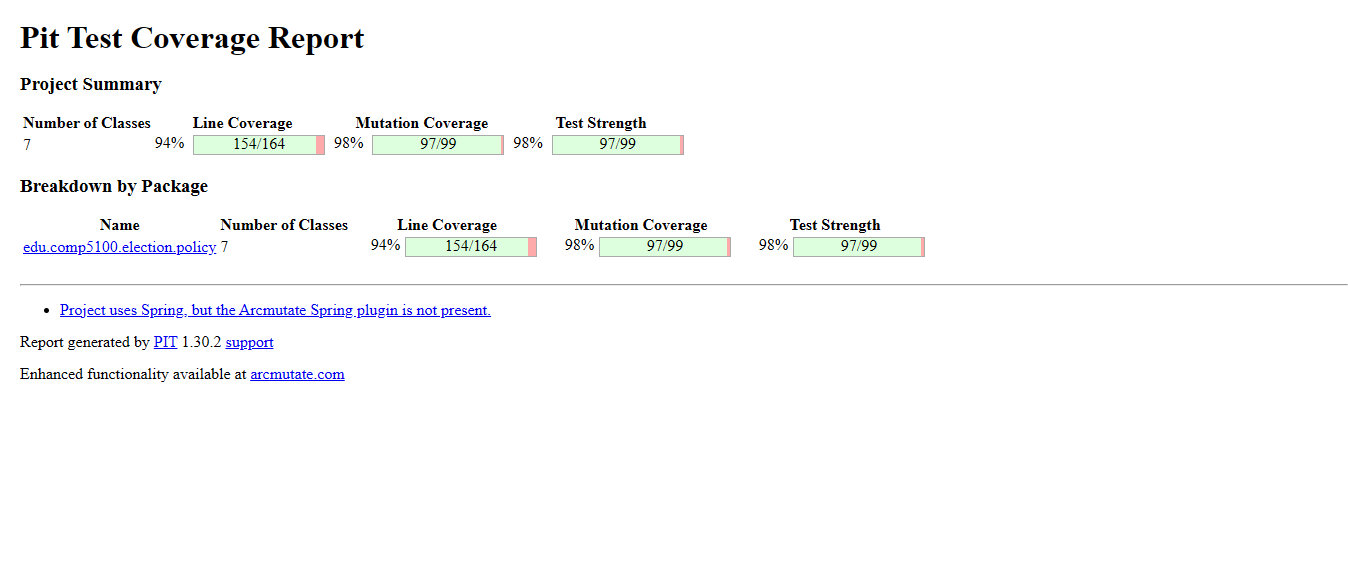 Pit Test Coverage Report
Project Summary
Number of Classes Line Coverage Mutation Coverage Test Strength
7 94% 154/164 98% 97/99 98% 97/99
Breakdown by Package
Name Number of Classes Line Coverage Mutation Coverage Test Strength
edu.comp5100.election.policy 7 94% 154/164 98% 97/99 98% 97/99
• Project uses Spring, but the Arcmutate Spring plugin is not present.
Report generated by PIT 1.30.2 support
Enhanced functionality available at arcmutate.com